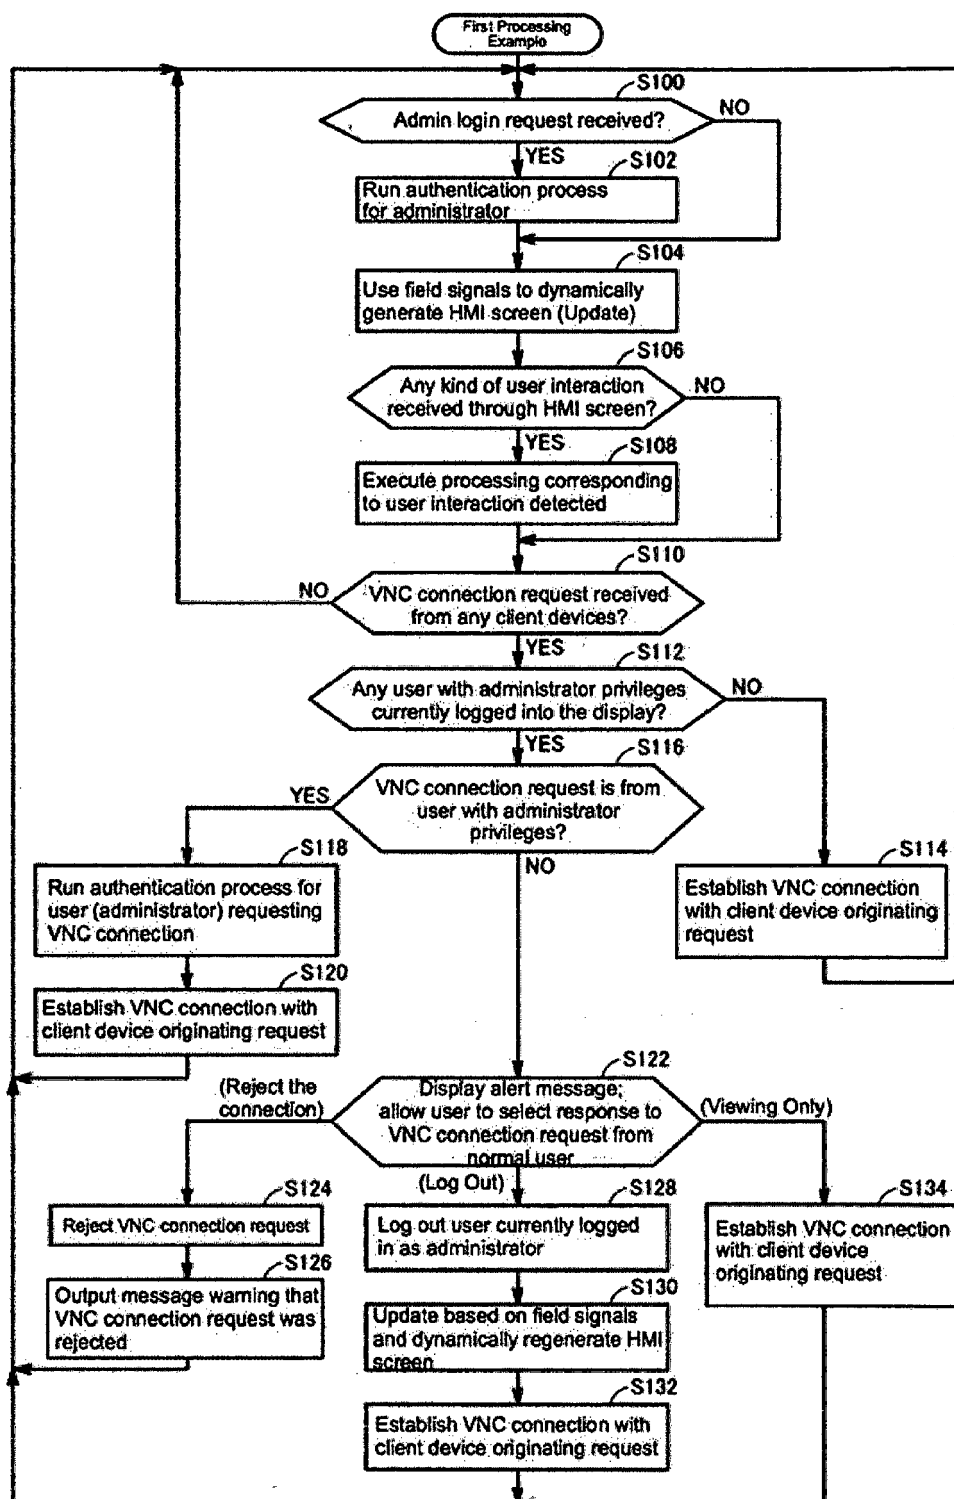 First Processing
Example
S100
Admin login request received?
NO
YES
S102
Run authentication process
for administrator
S104
Use field signals to dynamically
generate HMI screen (Update)
S106
Any kind of user interaction
received through HMI screen?
NO
YES
S108
Execute processing corresponding
to user interaction detected
S110
NO
VNC connection request received
from any client devices?
YES
S112
Any user with administrator privileges
currently logged into the display?
NO
YES
S116
YES
VNC connection request is from
user with administrator
privileges?
NO
S118
Run authentication process for
user (administrator) requesting
VNC connection
S114
Establish VNC connection
with client device originating
request
S120
Establish VNC connection with
client device originating request
S122
(Reject the
connection)
Display alert message;
allow user to select response to
VNC connection request from
normal user
(Viewing Only)
(Log Out)
S124
Reject VNC connection request
S128
Log out user currently logged
in as administrator
S134
Establish VNC connection
with client device
originating request
S126
Output message warning that
VNC connection request was
rejected
S130
Update based on field signals
and dynamically regenerate HMI
screen
S132
Establish VNC connection with
client device originating request